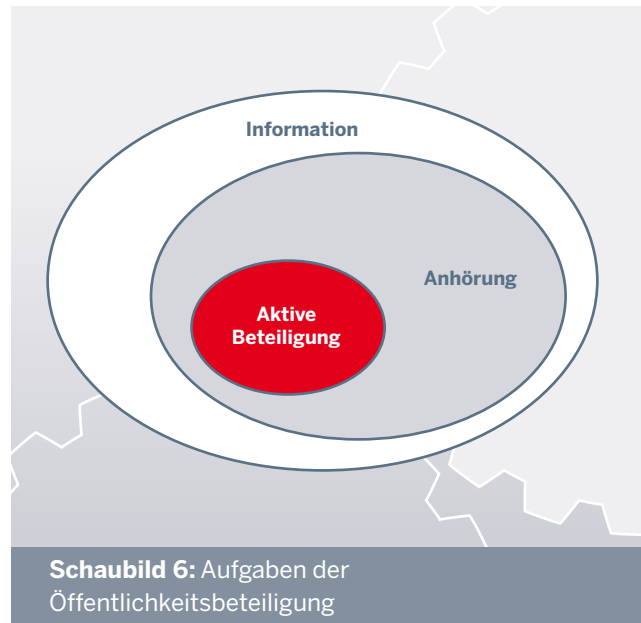 Information
Anhörung
Aktive
Beteiligung
Schaubild 6: Aufgaben der
Öffentlichkeitsbeteiligung